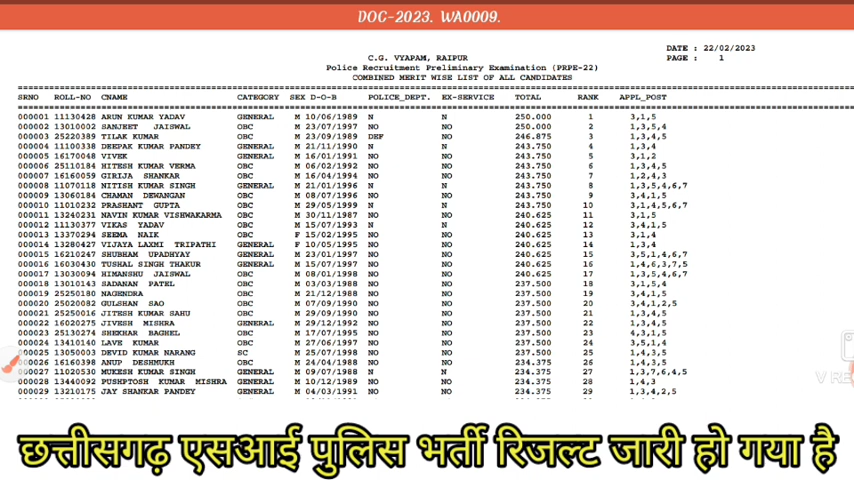 DOC-2023. WA0009.
DATE : 22/02/2023
C.G. VYAPAM, RAIPUR
PAGE : 1
Police Recruitment Preliminary Examination (PRPE-22)
COMBINED MERIT WISE LIST OF ALL CANDIDATES
SRNO ROLL-NO CNAME CATEGORY SEX D-O-B POLICE_DEPT. EX-SERVICE TOTAL RANK APPL_POST
000001 11130428 ARUN KUMAR YADAV GENERAL M 10/06/1989 N N 250.000 1 3,1,5
000002 13010002 SANJEET JAISWAL OBC M 23/07/1997 NO NO 250.000 2 1,3,5,4
000003 25220389 TILAK KUMAR OBC M 23/09/1989 DEF NO 246.875 3 1,3,4,5
000004 11100338 DEEPAK KUMAR PANDEY GENERAL M 21/11/1990 N N 243.750 4 1,3,4
000005 16170048 VIVEK GENERAL M 16/01/1991 NO NO 243.750 5 3,1,2
000006 25110184 HITESH KUMAR VERMA OBC M 06/02/1992 NO NO 243.750 6 1,3,4,5
000007 16160059 GIRIJA SHANKAR OBC M 16/04/1994 NO NO 243.750 7 1,2,4,3
000008 11070118 NITISH KUMAR SINGH GENERAL M 21/01/1996 N N 243.750 8 1,3,5,4,6,7
000009 13060184 CHAMAN DEWANGAN OBC M 08/07/1996 NO NO 243.750 9 3,4,1,5
000010 11010232 PRASHANT GUPTA OBC M 29/05/1999 N N 243.750 10 3,1,4,5,6,7
000011 13240231 NAVIN KUMAR VISHWAKARMA OBC M 30/11/1987 NO NO 240.625 11 3,1,5
000012 11130377 VIKAS YADAV OBC M 15/07/1993 N N 240.625 12 3,4,1,5
000013 13370294 SEEMA NAIK OBC F 15/02/1995 NO NO 240.625 13 3,1,4
000014 13280427 VIJAYA LAXMI TRIPATHI GENERAL F 10/05/1995 NO NO 240.625 14 1,3,4
000015 16210247 SHUBHAM UPADHYAY GENERAL M 23/01/1997 NO NO 240.625 15 3,5,1,4,6,7
000016 16030430 TUSHAL SINGH THAKUR GENERAL M 15/07/1997 NO NO 240.625 16 1,4,6,3,7,5
000017 13030094 HIMANSHU JAISWAL OBC M 08/01/1998 NO NO 240.625 17 1,3,5,4,6,7
000018 13010143 SADANAN PATEL OBC M 03/03/1988 NO NO 237.500 18 3,1,5,4
000019 25250180 NAGENDRA OBC M 21/12/1988 NO NO 237.500 19 3,4,1,5
000020 25020082 GULSHAN SAO OBC M 07/09/1990 NO NO 237.500 20 3,4,1,2,5
000021 25250016 JITESH KUMAR SAHU OBC M 29/09/1990 NO NO 237.500 21 1,3,4,5
000022 16020275 JIVESH MISHRA GENERAL M 29/12/1992 NO NO 237.500 22 1,3,4,5
000023 25130274 SHEKHAR BAGHEL OBC M 17/07/1995 NO NO 237.500 23 4,3,1,5
000024 13410140 LAVE KUMAR OBC M 27/06/1997 NO NO 237.500 24 3,5,1,4
000025 13050003 DEVID KUMAR NARANG SC M 25/07/1998 NO NO 237.500 25 1,4,3,5
000026 16160398 ANUP DESHMUKH OBC M 24/04/1988 NO NO 234.375 26 1,4,3,5
000027 11020530 MUKESH KUMAR SINGH GENERAL M 09/07/1988 N N 234.375 27 1,3,7,6,4,5
000028 13440092 PUSHPTOSH KUMAR MISHRA GENERAL M 10/12/1989 NO NO 234.375 28 1,4,3
000029 13210175 JAY SHANKAR PANDEY GENERAL M 04/03/1991 NO NO 234.375 29 1,3,4,2,5
छत्तीसगढ़ एसआई पुलिस भर्ती रिजल्ट जारी हो गया है